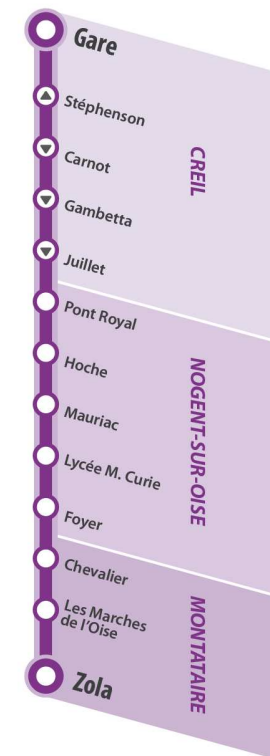 Gare
Stéphenson
Carnot
Gambetta
Juillet
CREIL
Pont Royal
Hoche
Mauriac
Lycée M. Curie
Foyer
NOGENT-SUR-OISE
Chevalier
Les Marches
de l'Oise
Zola
MONTATAIRE